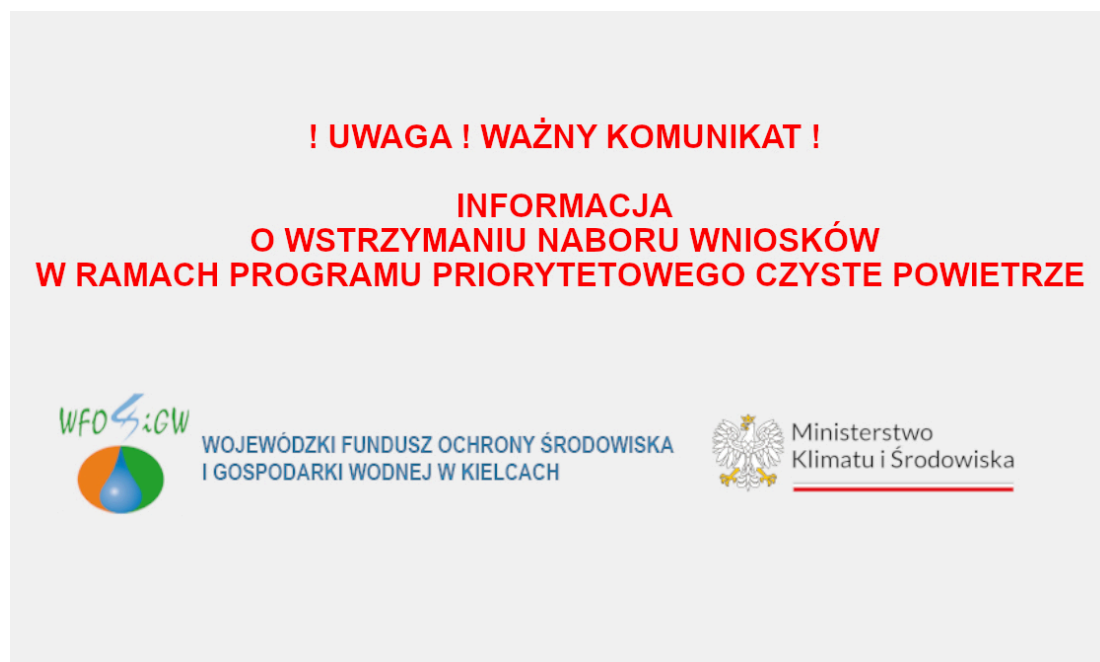 ! UWAGA ! WAŻNY KOMUNIKAT !
INFORMACJA
O WSTRZYMANIU NABORU WNIOSKÓW
W RAMACH PROGRAMU PRIORYTETOWEGO CZYSTE POWIETRZE
WFOŚiGW
WOJEWÓDZKI FUNDUSZ OCHRONY ŚRODOWISKA
I GOSPODARKI WODNEJ W KIELCACH
Ministerstwo
Klimatu i Środowiska